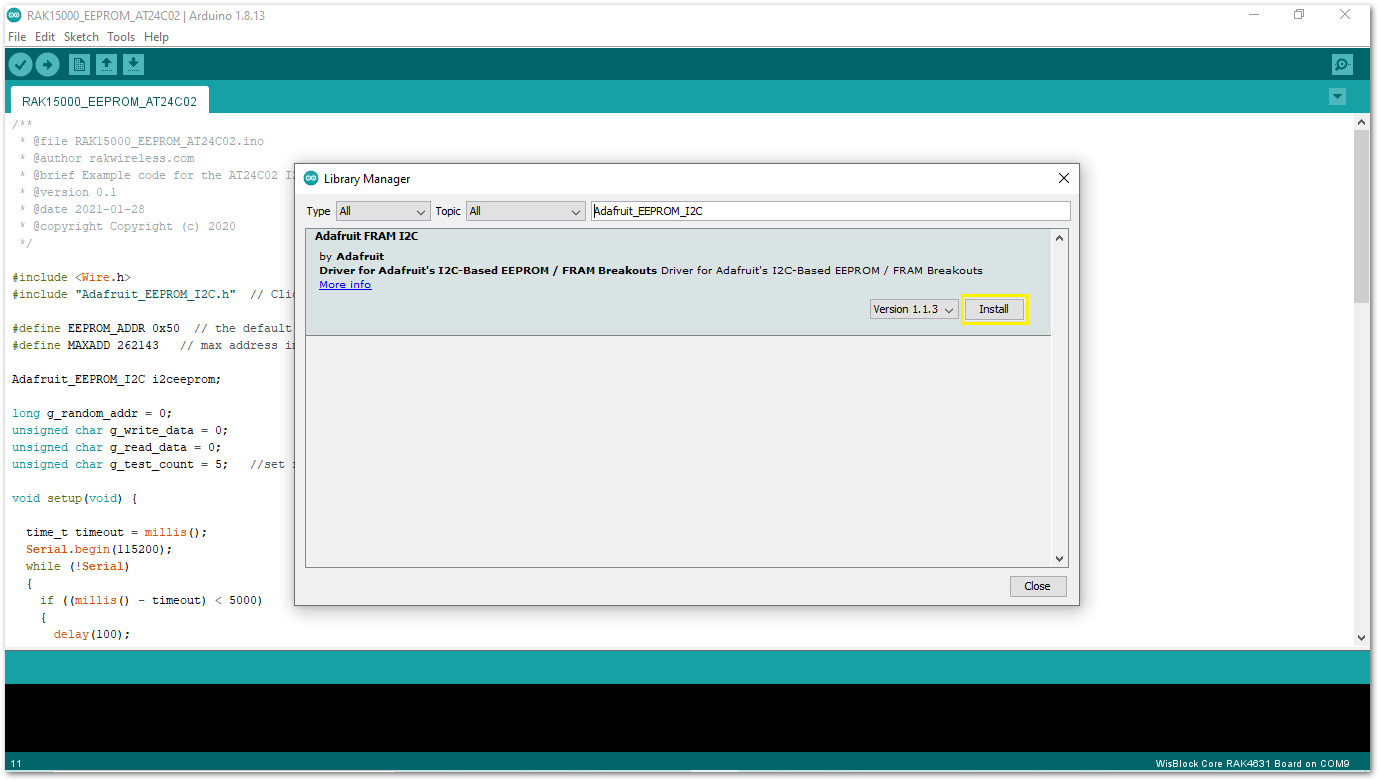 RAK15000_EEPROM_AT24C02 | Arduino 1.8.13
File Edit Sketch Tools Help
RAK15000_EEPROM_AT24C02
/**
* @file RAK15000_EEPROM_AT24C02.ino
* @author rakwireless.com
* @brief Example code for the AT24C02 I2
* @version 0.1
* @date 2021-01-28
* @copyright Copyright (c) 2020
*/
#include <Wire.h>
#include "Adafruit_EEPROM_I2C.h" // Clic
#define EEPROM_ADDR 0x50 // the default
#define MAXADD 262143 // max address in
Adafruit_EEPROM_I2C i2ceeprom;
long g_random_addr = 0;
unsigned char g_write_data = 0;
unsigned char g_read_data = 0;
unsigned char g_test_count = 5; //set
void setup(void) {
time_t timeout = millis();
Serial.begin(115200);
while (!Serial)
{
if ((millis() - timeout) < 5000)
{
delay(100);
Library Manager
Type All Topic All Adafruit_EEPROM_I2C
Adafruit FRAM I2C
by Adafruit
Driver for Adafruit's I2C-Based EEPROM / FRAM Breakouts Driver for Adafruit's I2C-Based EEPROM / FRAM Breakouts
More info
Version 1.1.3 Install
Close
11 WisBlock Core RAK4631 Board on COM9